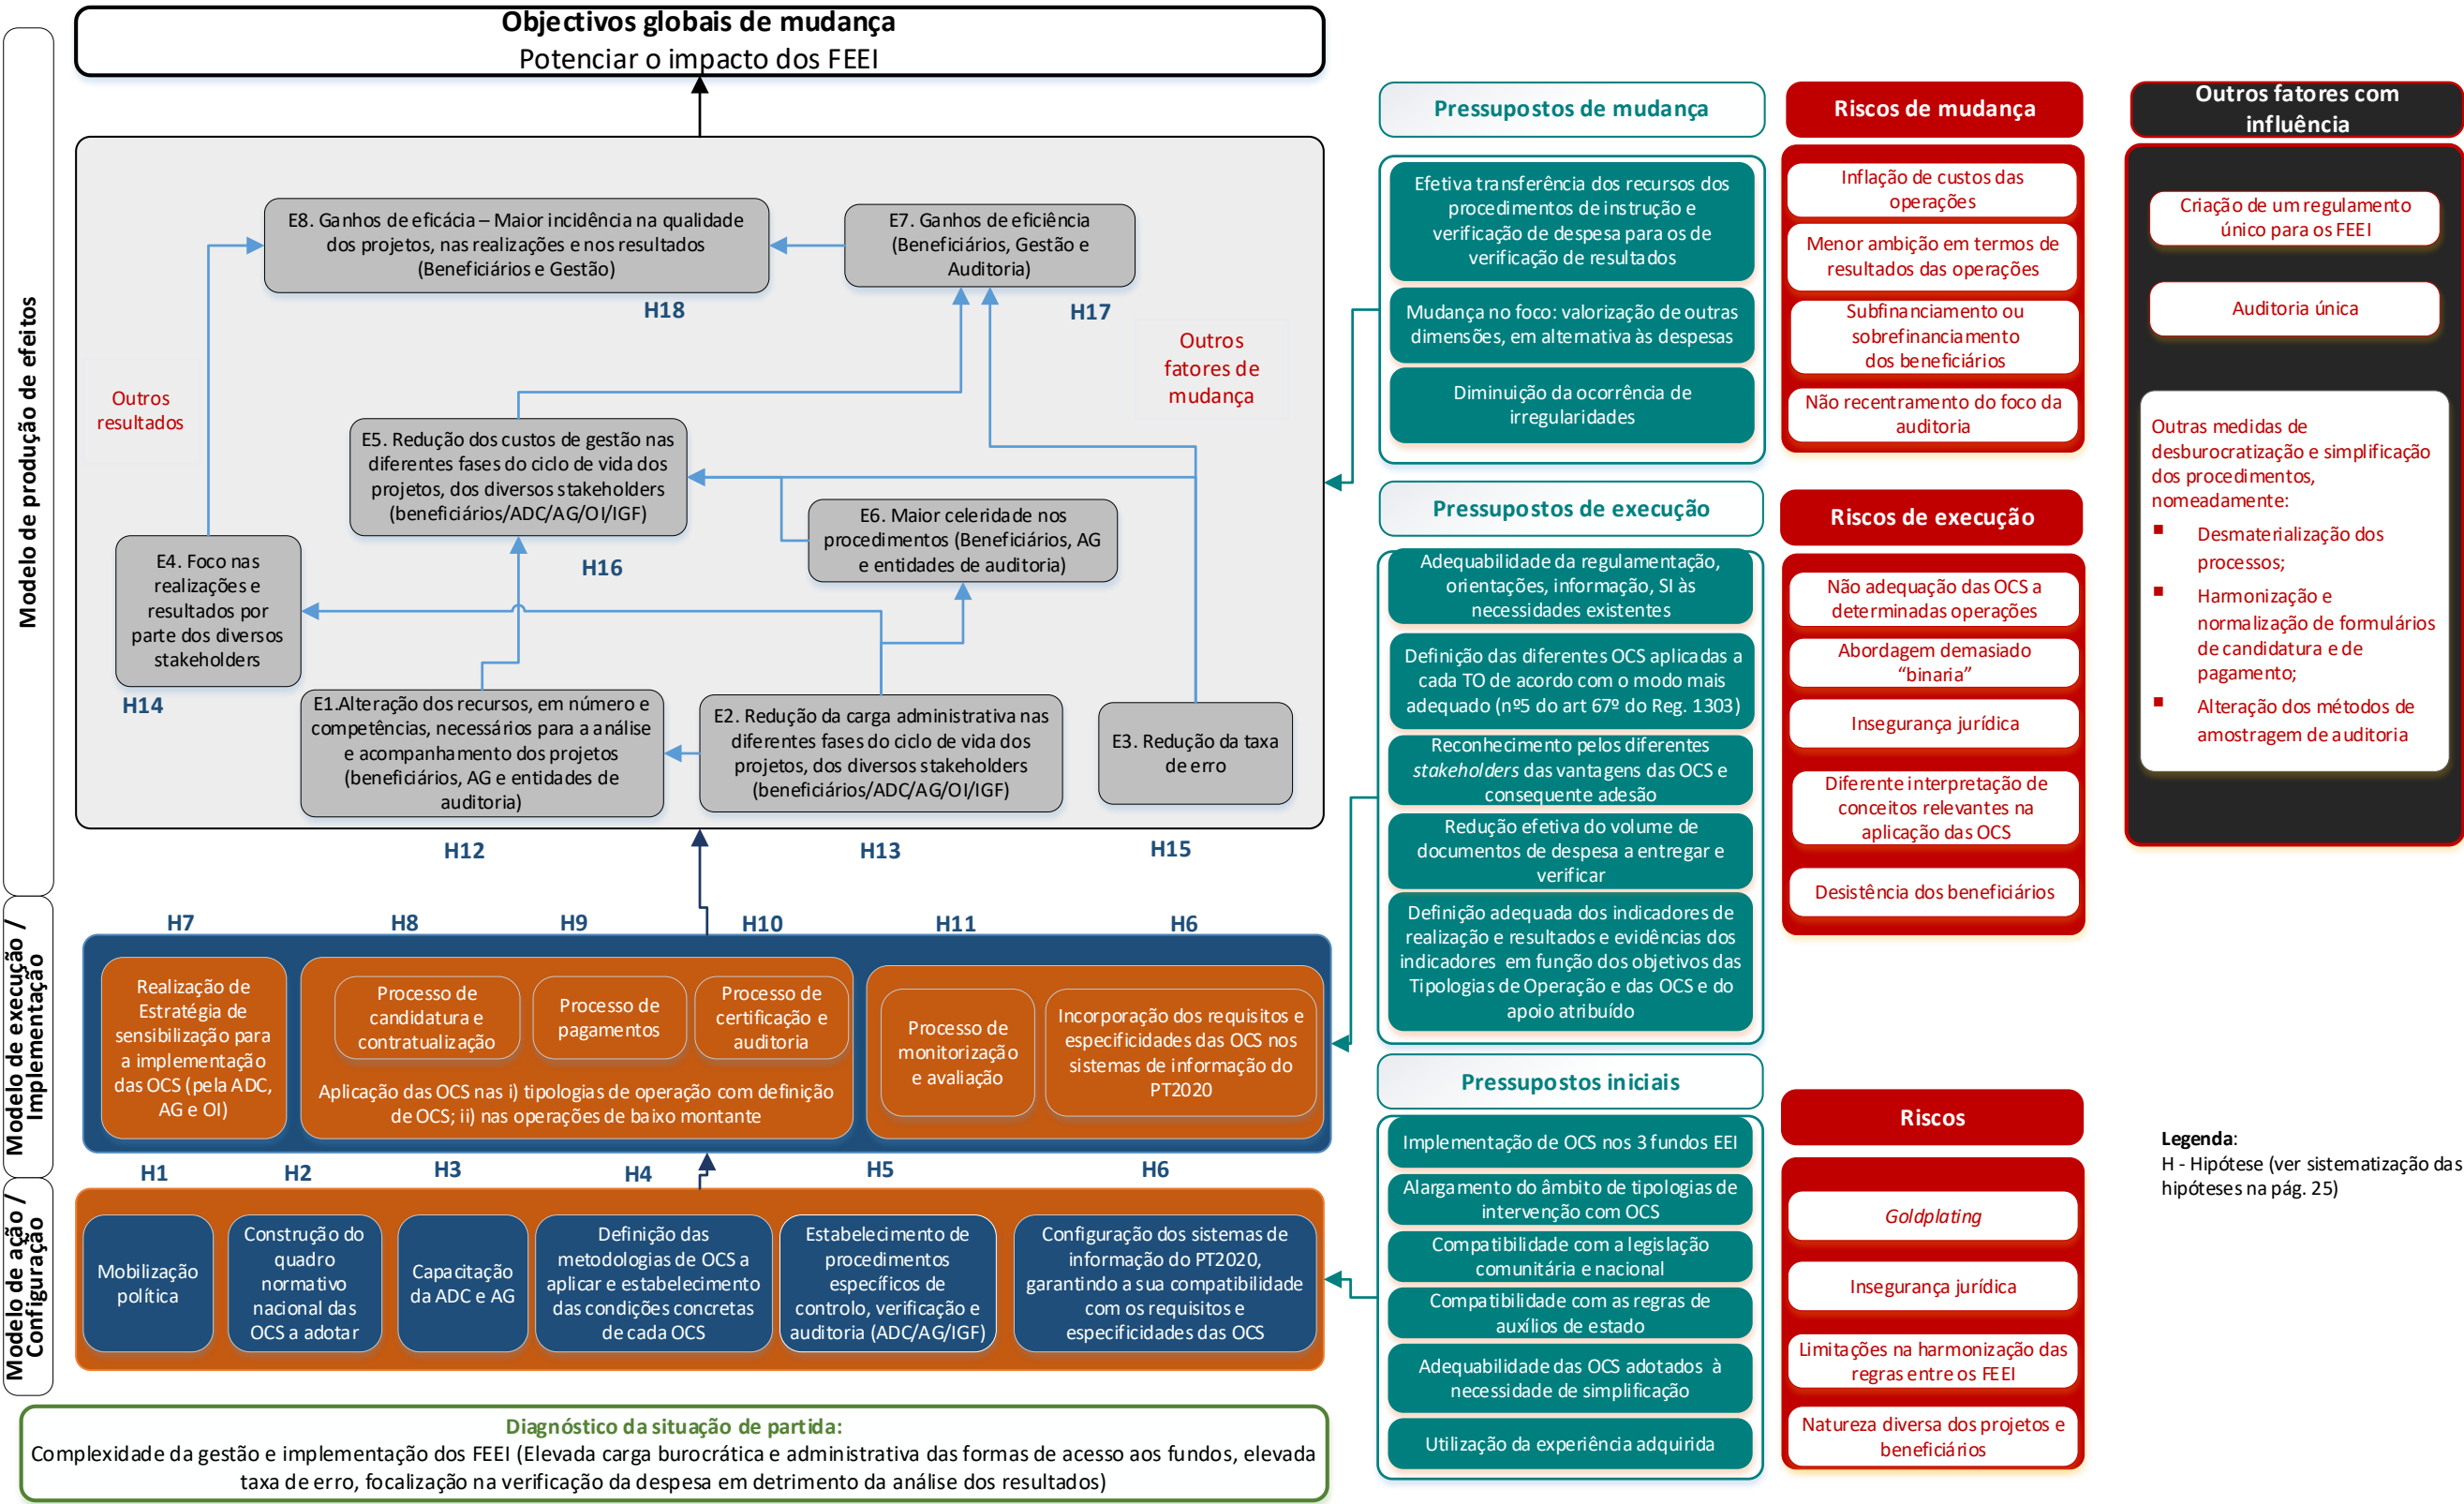 Objectivos globais de mudança
Potenciar o impacto dos FEEI
Modelo de produção de efeitos
E8. Ganhos de eficácia – Maior incidência na qualidade
dos projetos, nas realizações e nos resultados
(Beneficiários e Gestão)
E7. Ganhos de eficiência
(Beneficiários, Gestão e
Auditoria)
H18
H17
Outros
resultados
Outros
fatores de
mudança
E5. Redução dos custos de gestão nas
diferentes fases do ciclo de vida dos
projetos, dos diversos stakeholders
(beneficiários/ADC/AG/OI/IGF)
E6. Maior celeridade nos
procedimentos (Beneficiários, AG
e entidades de auditoria)
H16
E4. Foco nas
realizações e
resultados por
parte dos diversos
stakeholders
H14
E1.Alteração dos recursos, em número e
competências, necessários para a análise
e acompanhamento dos projetos
(beneficiários, AG e entidades de
auditoria)
E2. Redução da carga administrativa nas
diferentes fases do ciclo de vida dos
projetos, dos diversos stakeholders
(beneficiários/ADC/AG/OI/IGF)
E3. Redução da taxa
de erro
H12
H13
H15
Modelo de execução /
Implementação
H7
H8
H9
H10
H11
H6
Realização de
Estratégia de
sensibilização para
a implementação
das OCS (pela ADC,
AG e OI)
Processo de
candidatura e
contratualização
Processo de
pagamentos
Processo de
certificação e
auditoria
Aplicação das OCS nas i) tipologias de operação com definição
de OCS; ii) nas operações de baixo montante
Processo de
monitorização
e avaliação
Incorporação dos requisitos e
especificidades das OCS nos
sistemas de informação do
PT2020
Modelo de ação /
Configuração
H1
H2
H3
H4
H5
H6
Mobilização
política
Construção do
quadro
normativo
nacional das
OCS a adotar
Capacitação
da ADC e AG
Definição das
metodologias de OCS a
aplicar e estabelecimento
das condições concretas
de cada OCS
Estabelecimento de
procedimentos
específicos de
controlo, verificação e
auditoria (ADC/AG/IGF)
Configuração dos sistemas de
informação do PT2020,
garantindo a sua compatibilidade
com os requisitos e
especificidades das OCS
Diagnóstico da situação de partida:
Complexidade da gestão e implementação dos FEEI (Elevada carga burocrática e administrativa das formas de acesso aos fundos, elevada
taxa de erro, focalização na verificação da despesa em detrimento da análise dos resultados)
Pressupostos de mudança
Efetiva transferência dos recursos dos
procedimentos de instrução e
verificação de despesa para os de
verificação de resultados
Mudança no foco: valorização de outras
dimensões, em alternativa às despesas
Diminuição da ocorrência de
irregularidades
Pressupostos de execução
Adequabilidade da regulamentação,
orientações, informação, SI às
necessidades existentes
Definição das diferentes OCS aplicadas a
cada TO de acordo com o modo mais
adequado (nº5 do art 67º do Reg. 1303)
Reconhecimento pelos diferentes
stakeholders das vantagens das OCS e
consequente adesão
Redução efetiva do volume de
documentos de despesa a entregar e
verificar
Definição adequada dos indicadores de
realização e resultados e evidências dos
indicadores em função dos objetivos das
Tipologias de Operação e das OCS e do
apoio atribuído
Pressupostos iniciais
Implementação de OCS nos 3 fundos EEI
Alargamento do âmbito de tipologias de
intervenção com OCS
Compatibilidade com a legislação
comunitária e nacional
Compatibilidade com as regras de
auxílios de estado
Adequabilidade das OCS adotados à
necessidade de simplificação
Utilização da experiência adquirida
Riscos de mudança
Inflação de custos das
operações
Menor ambição em termos de
resultados das operações
Subfinanciamento ou
sobrefinanciamento
dos beneficiários
Não recentramento do foco da
auditoria
Riscos de execução
Não adequação das OCS a
determinadas operações
Abordagem demasiado
“binaria”
Insegurança jurídica
Diferente interpretação de
conceitos relevantes na
aplicação das OCS
Desistência dos beneficiários
Riscos
Goldplating
Insegurança jurídica
Limitações na harmonização das
regras entre os FEEI
Natureza diversa dos projetos e
beneficiários
Outros fatores com
influência
Criação de um regulamento
único para os FEEI
Auditoria única
Outras medidas de
desburocratização e simplificação
dos procedimentos,
nomeadamente:
▪ Desmaterialização dos
processos;
▪ Harmonização e
normalização de formulários
de candidatura e de
pagamento;
▪ Alteração dos métodos de
amostragem de auditoria
Legenda:
H - Hipótese (ver sistematização das
hipóteses na pág. 25)